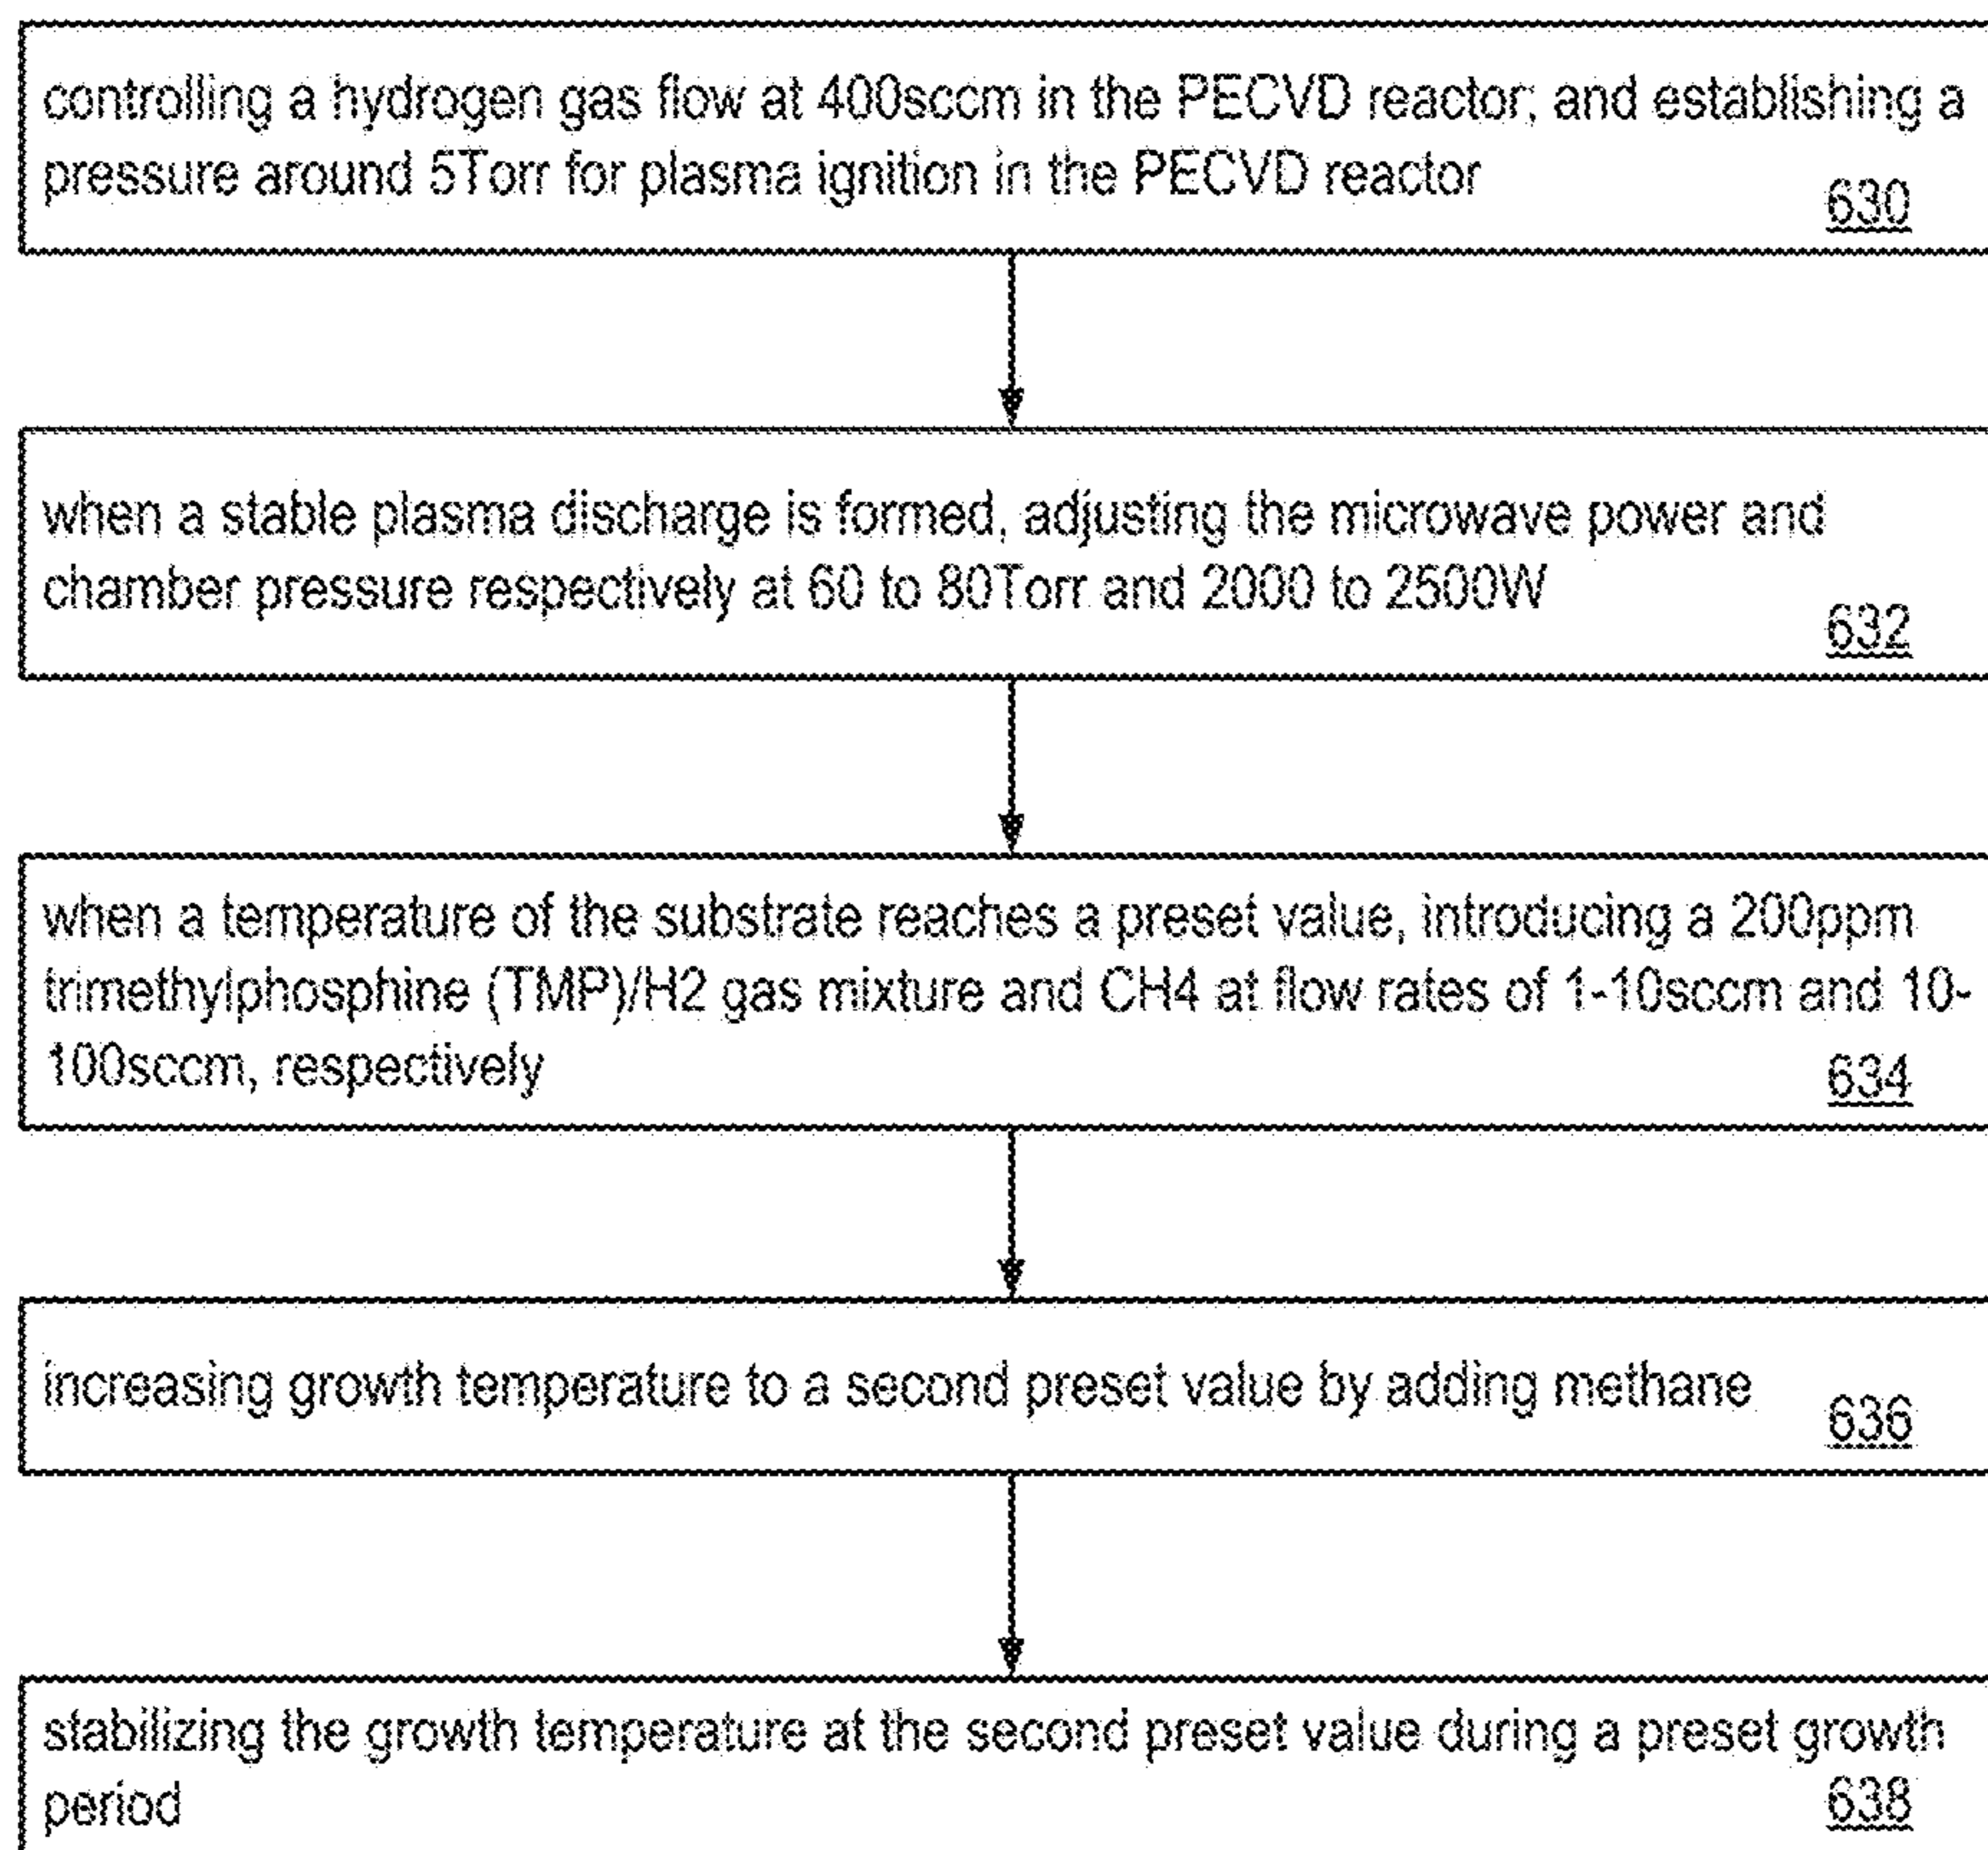 controlling a hydrogen gas flow at 400sccm in the PECVD reactor; and establishing a
pressure around 5Torr for plasma ignition in the PECVD reactor
630
when a stable plasma discharge is formed, adjusting the microwave power and
chamber pressure respectively at 60 to 80Torr and 2000 to 2500W
632
when a temperature of the substrate reaches a preset value, introducing a 200ppm
trimethylphosphine (TMP)/H2 gas mixture and CH4 at flow rates of 1-10sccm and 10-
100sccm, respectively
634
increasing growth temperature to a second preset value by adding methane
636
stabilizing the growth temperature at the second preset value during a preset growth
period
638